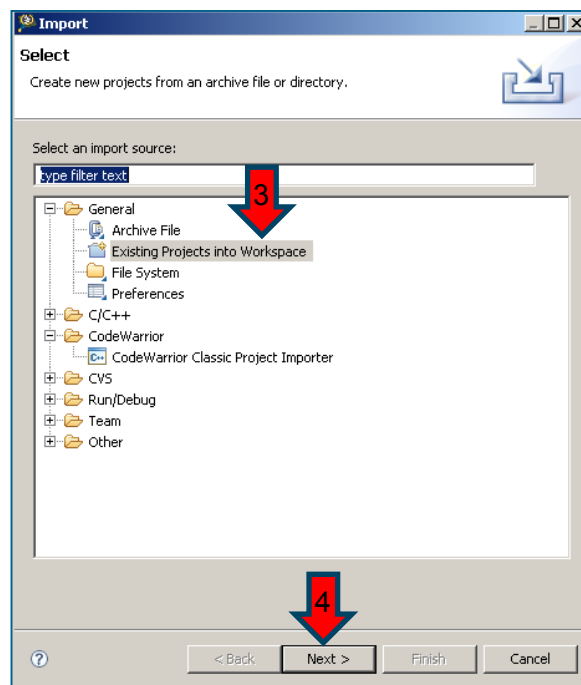 Import
Select
Create new projects from an archive file or directory.
Select an import source:
type filter text
3
General
Archive File
Existing Projects into Workspace
File System
Preferences
C/C++
CodeWarrior
C++ CodeWarrior Classic Project Importer
CVS
Run/Debug
Team
Other
4
? < Back Next > Finish Cancel